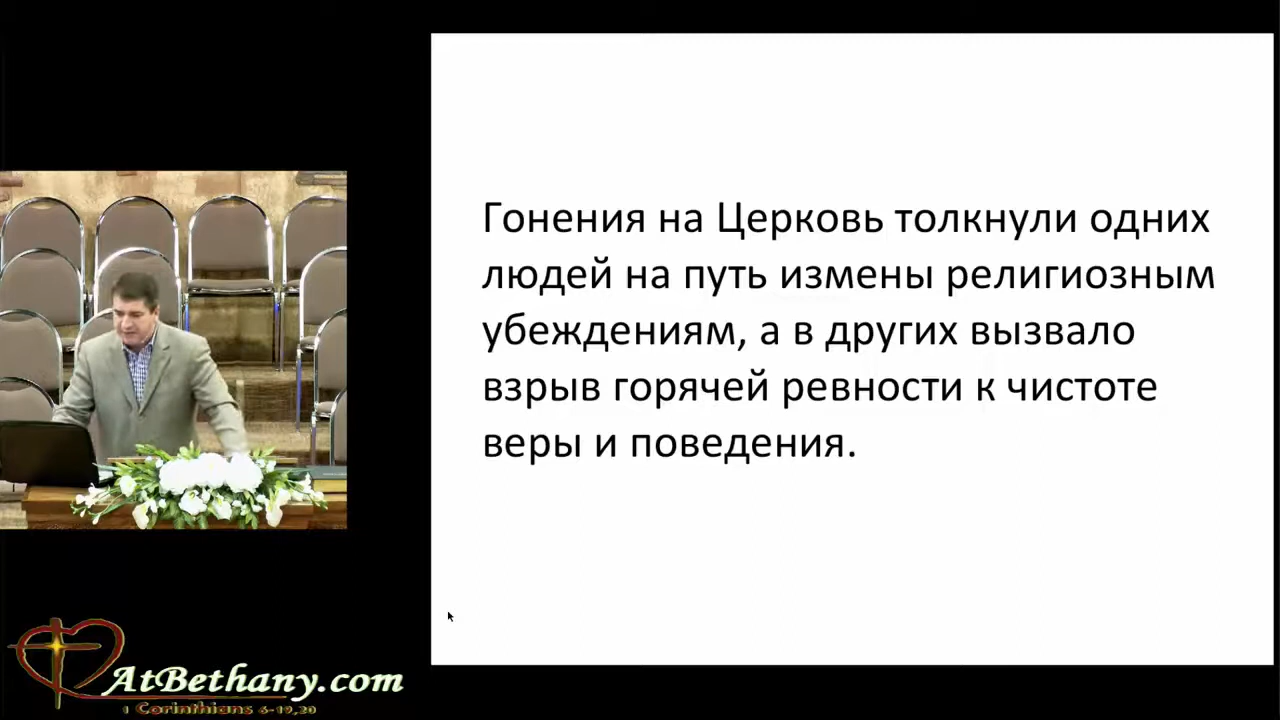 Гонения на Церковь толкнули одних
людей на путь измены религиозным
убеждениям, а в других вызвало
взрыв горячей ревности к чистоте
веры и поведения.
AtBethany.com
1 Corinthians 6-19,20